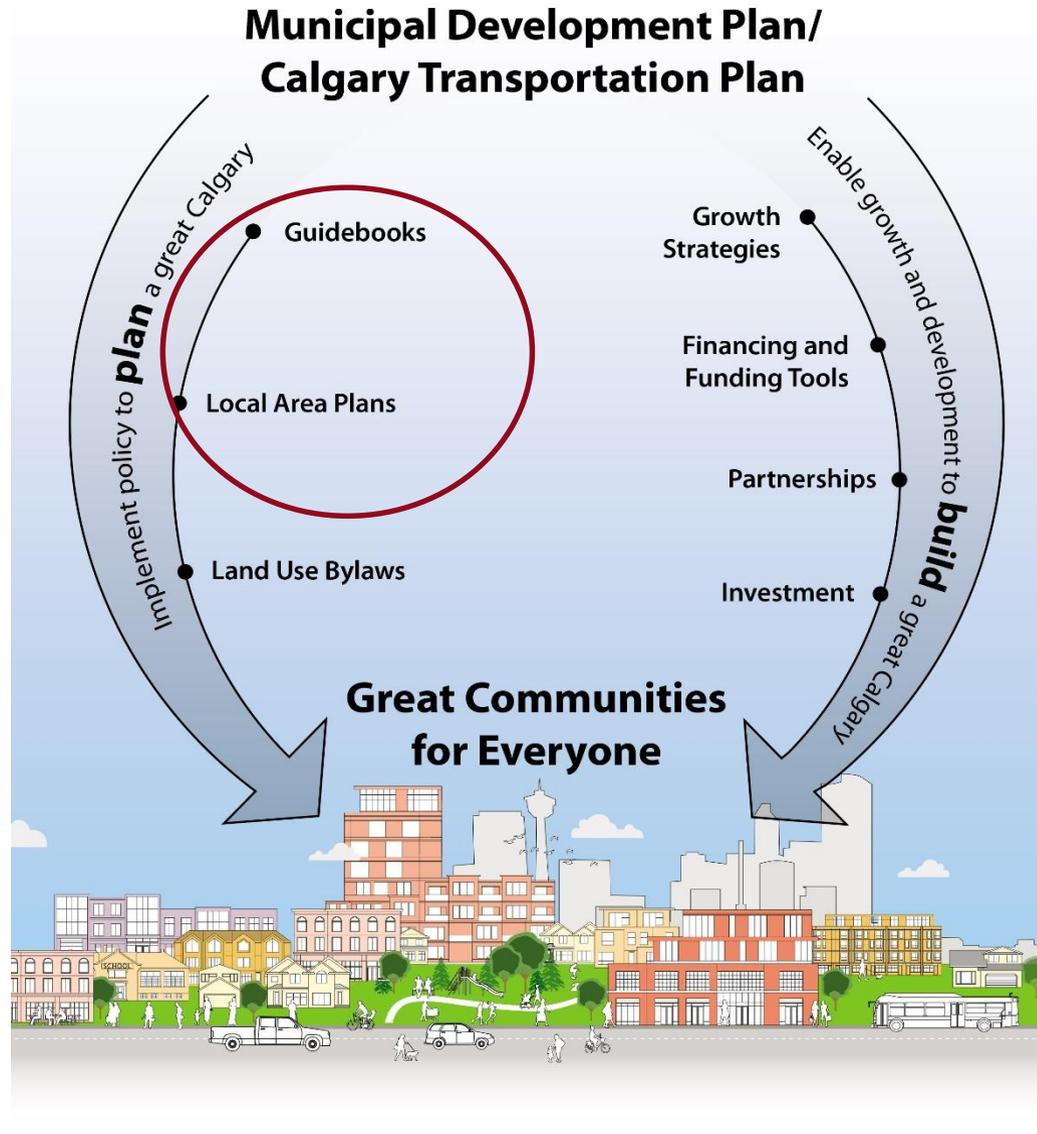 Municipal Development Plan/
Calgary Transportation Plan
Implement policy to plan a great Calgary
Guidebooks
Local Area Plans
Land Use Bylaws
Enable growth and development to build a great Calgary
Growth
Strategies
Financing and
Funding Tools
Partnerships
Investment
Great Communities
for Everyone
SCHOOL